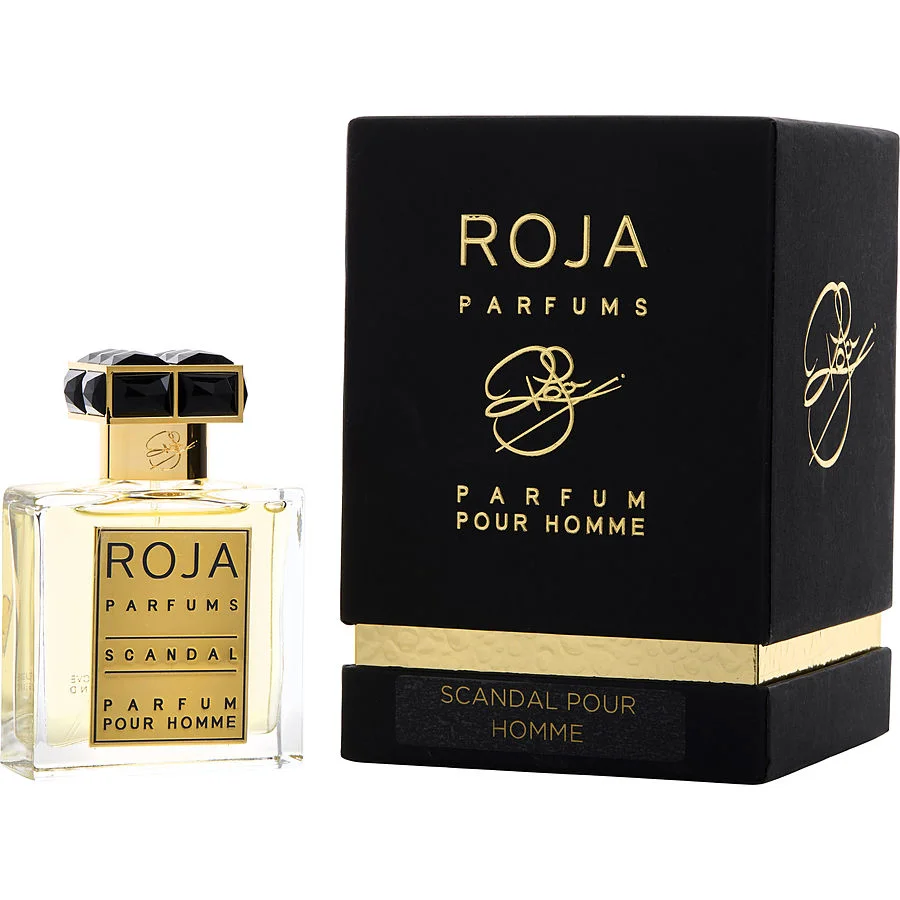 ROJA
PARFUMS
PARFUM
POUR HOMME
SCANDAL POUR
HOMME
ROJA
PARFUMS
SCANDAL
PARFUM
POUR HOMME